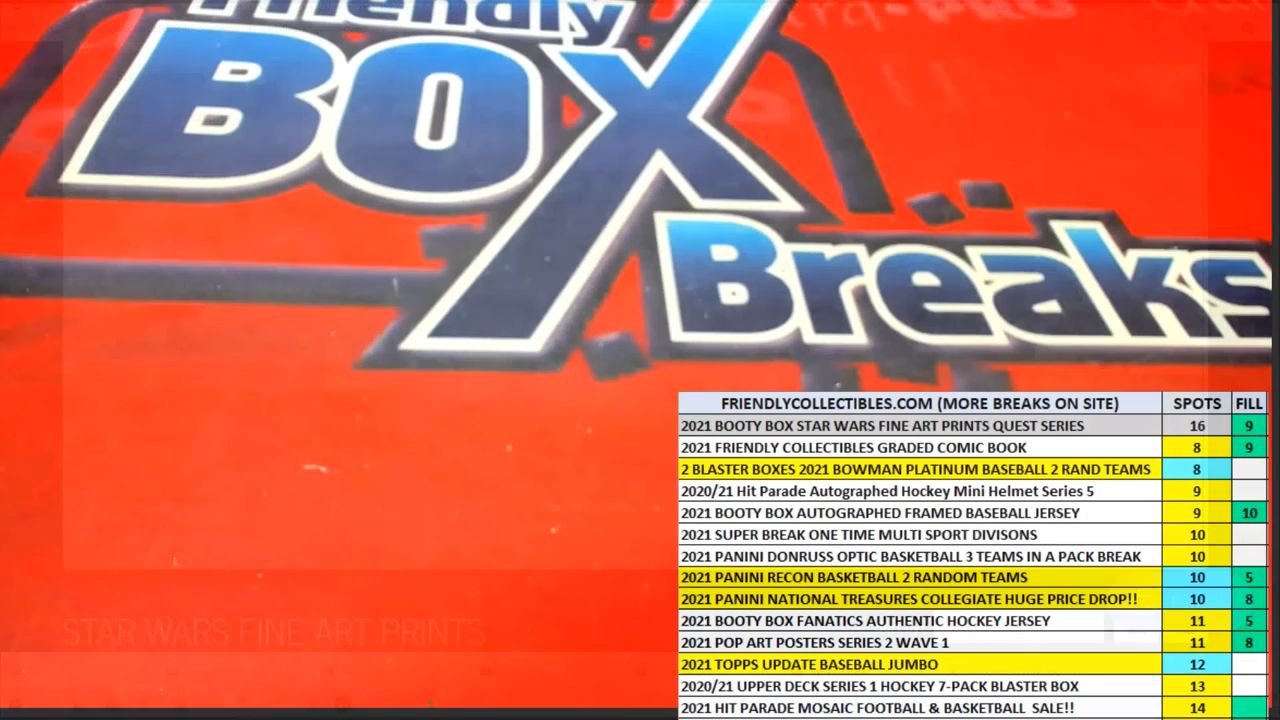 Friendly
BOX
Breaks
FRIENDLYCOLLECTIBLES.COM (MORE BREAKS ON SITE) SPOTS FILL
2021 BOOTY BOX STAR WARS FINE ART PRINTS QUEST SERIES 16 9
2021 FRIENDLY COLLECTIBLES GRADED COMIC BOOK 8 9
2 BLASTER BOXES 2021 BOWMAN PLATINUM BASEBALL 2 RAND TEAMS 8
2020/21 Hit Parade Autographed Hockey Mini Helmet Series 5 9
2021 BOOTY BOX AUTOGRAPHED FRAMED BASEBALL JERSEY 9 10
2021 SUPER BREAK ONE TIME MULTI SPORT DIVISONS 10
2021 PANINI DONRUSS OPTIC BASKETBALL 3 TEAMS IN A PACK BREAK 10
2021 PANINI RECON BASKETBALL 2 RANDOM TEAMS 10 5
2021 PANINI NATIONAL TREASURES COLLEGIATE HUGE PRICE DROP!! 10 8
2021 BOOTY BOX FANATICS AUTHENTIC HOCKEY JERSEY 11 5
2021 POP ART POSTERS SERIES 2 WAVE 1 11 8
2021 TOPPS UPDATE BASEBALL JUMBO 12
2020/21 UPPER DECK SERIES 1 HOCKEY 7-PACK BLASTER BOX 13
2021 HIT PARADE MOSAIC FOOTBALL & BASKETBALL SALE!! 14
STAR WARS FINE ART PRINTS